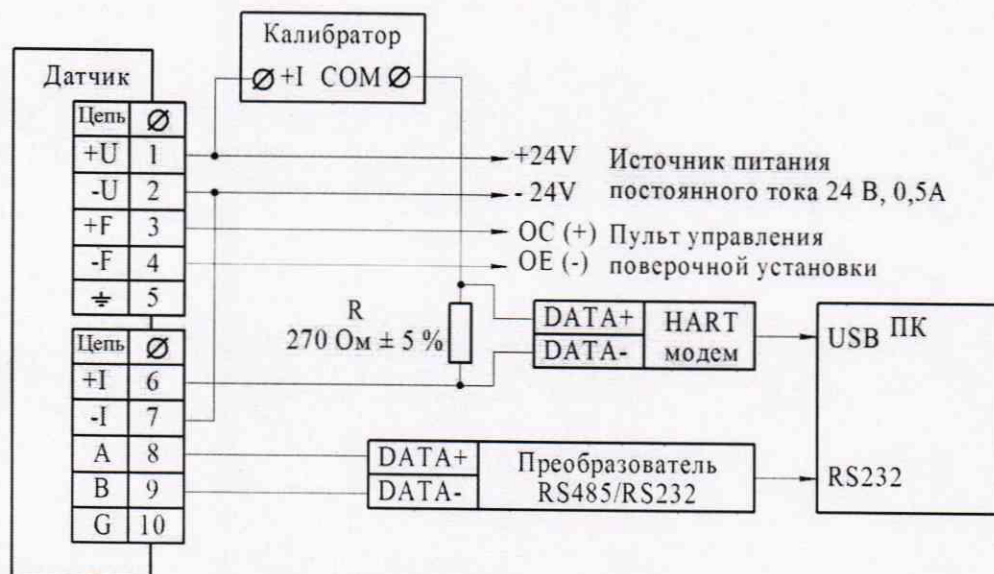 Калибратор
+I COM
Датчик
Цепь
+U 1
-U 2
+F 3
-F 4
5
Цепь
+I 6
-I 7
A 8
B 9
G 10
+24V
-24V
Источник питания
постоянного тока 24 В, 0,5А
OC (+)
OE (-)
Пульт управления
поверочной установки
R
270 Ом ± 5 %
DATA+
DATA-
HART
модем
USB
ПК
DATA+
DATA-
Преобразователь
RS485/RS232
RS232